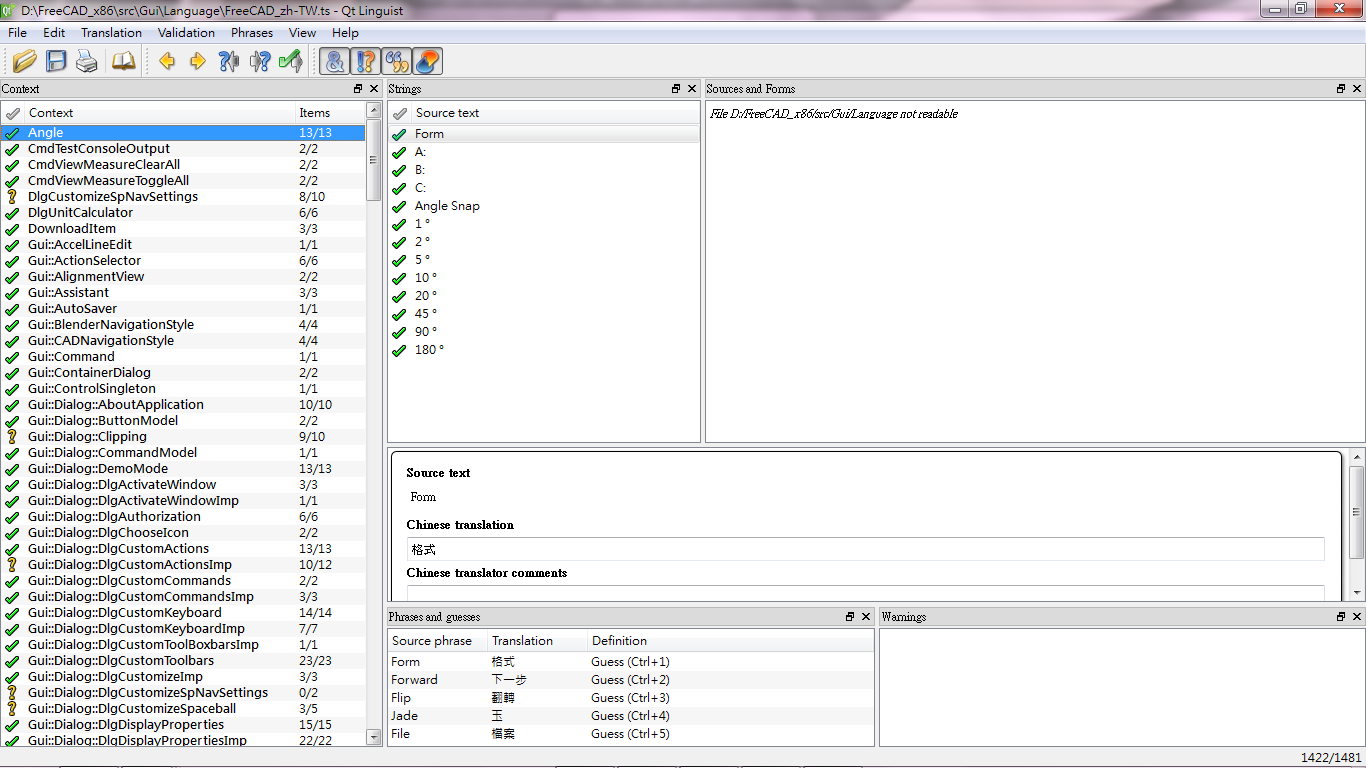 D:\FreeCAD_x86\src\Gui\Language\FreeCAD_zh-TW.ts - Qt Linguist
File Edit Translation Validation Phrases View Help
Context
Context Items
Angle 13/13
CmdTestConsoleOutput 2/2
CmdViewMeasureClearAll 2/2
CmdViewMeasureToggleAll 2/2
DlgCustomizeSpNavSettings 8/10
DlgUnitCalculator 6/6
DownloadItem 3/3
Gui::AccelLineEdit 1/1
Gui::ActionSelector 6/6
Gui::AlignmentView 2/2
Gui::Assistant 3/3
Gui::AutoSaver 1/1
Gui::BlenderNavigationStyle 4/4
Gui::CADNavigationStyle 4/4
Gui::Command 1/1
Gui::ContainerDialog 2/2
Gui::ControlSingleton 1/1
Gui::Dialog::AboutApplication 10/10
Gui::Dialog::ButtonModel 2/2
Gui::Dialog::Clipping 9/10
Gui::Dialog::CommandModel 1/1
Gui::Dialog::DemoMode 13/13
Gui::Dialog::DlgActivateWindow 3/3
Gui::Dialog::DlgActivateWindowImp 1/1
Gui::Dialog::DlgAuthorization 6/6
Gui::Dialog::DlgChooseIcon 2/2
Gui::Dialog::DlgCustomActions 13/13
Gui::Dialog::DlgCustomActionsImp 10/12
Gui::Dialog::DlgCustomCommands 2/2
Gui::Dialog::DlgCustomCommandsImp 3/3
Gui::Dialog::DlgCustomKeyboard 14/14
Gui::Dialog::DlgCustomKeyboardImp 7/7
Gui::Dialog::DlgCustomToolBoxbarsImp 1/1
Gui::Dialog::DlgCustomToolbars 23/23
Gui::Dialog::DlgCustomizeImp 3/3
Gui::Dialog::DlgCustomizeSpNavSettings 0/2
Gui::Dialog::DlgCustomizeSpaceball 3/5
Gui::Dialog::DlgDisplayProperties 15/15
Gui::Dialog::DlgDisplayPropertiesImp 22/22
Strings
Source text
Form
A:
B:
C:
Angle Snap
1 °
2 °
5 °
10 °
20 °
45 °
90 °
180 °
Sources and Forms
File D:/FreeCAD_x86/src/Gui/Language not readable
Source text
Form
Chinese translation
格式
Chinese translator comments
Phrases and guesses
Source phrase Translation Definition
Form 格式 Guess (Ctrl+1)
Forward 下一步 Guess (Ctrl+2)
Flip 翻轉 Guess (Ctrl+3)
Jade 玉 Guess (Ctrl+4)
File 檔案 Guess (Ctrl+5)
Warnings
1422/1481